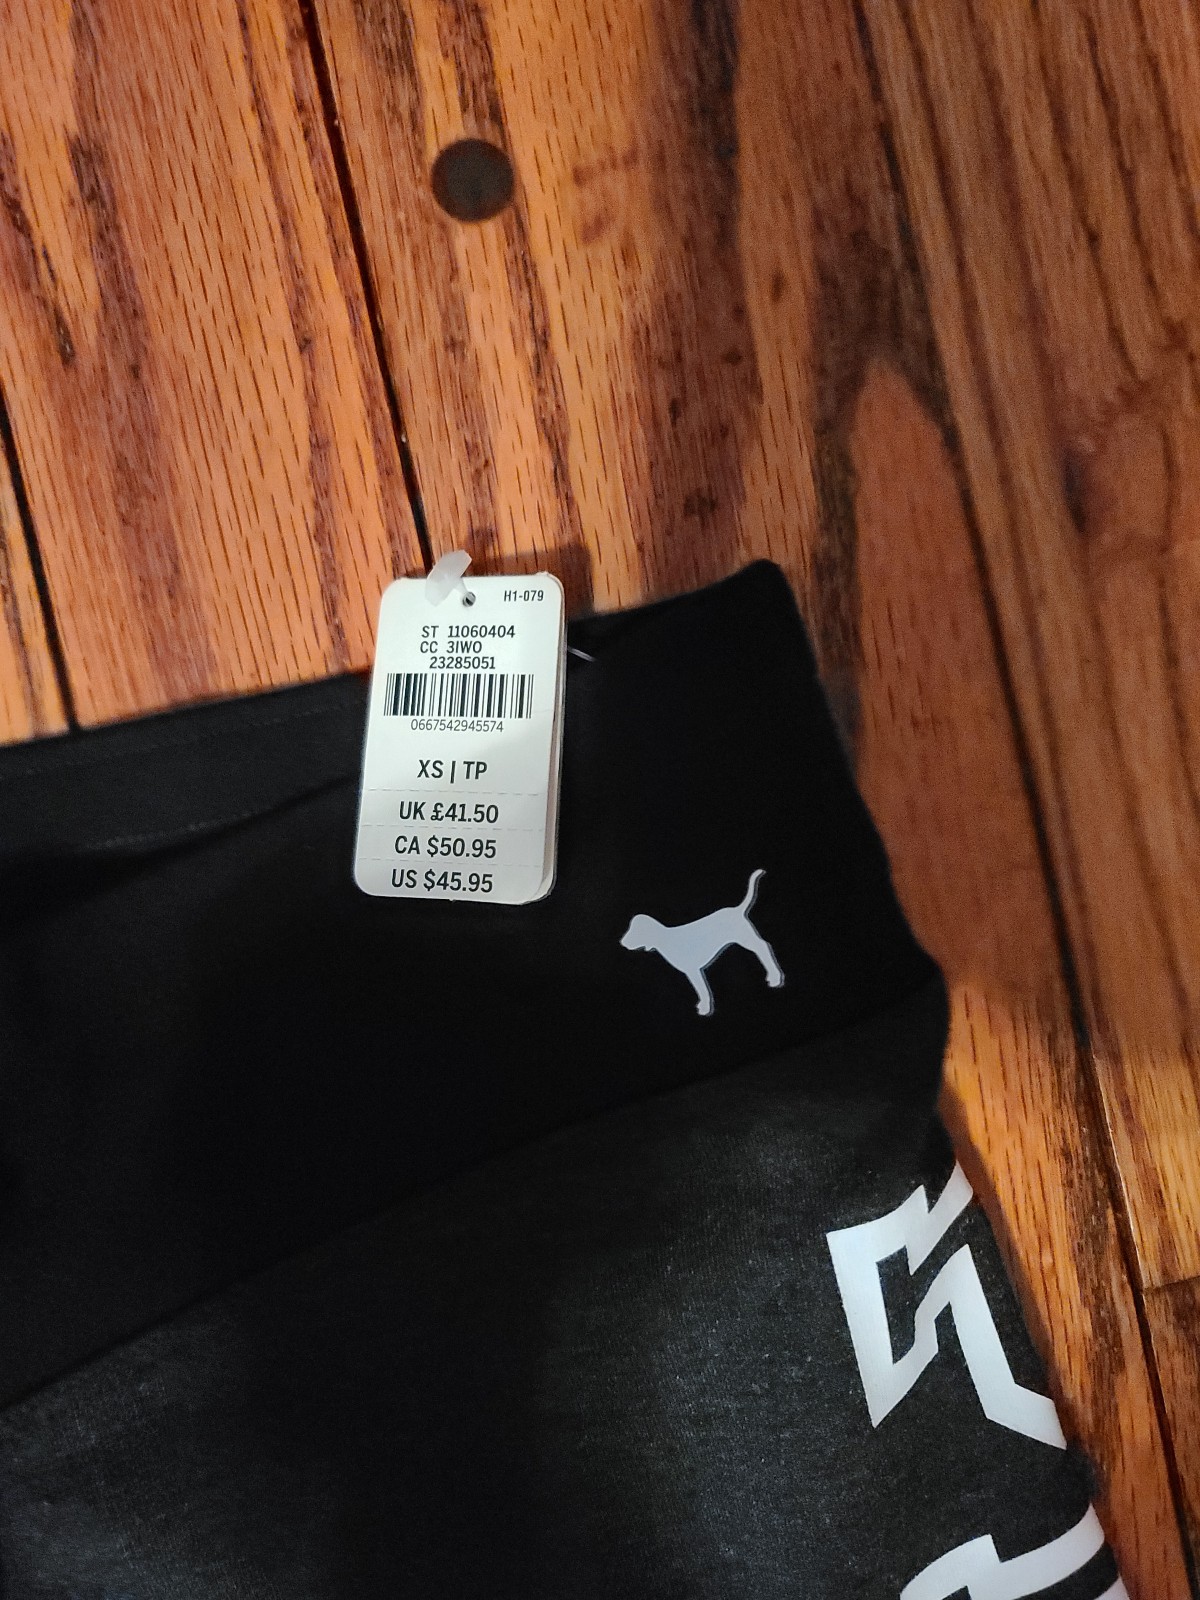 H1-079
ST 11060404
CC 3IWO
23285051
0667542945574
XS | TP
UK £41.50
CA $50.95
US $45.95